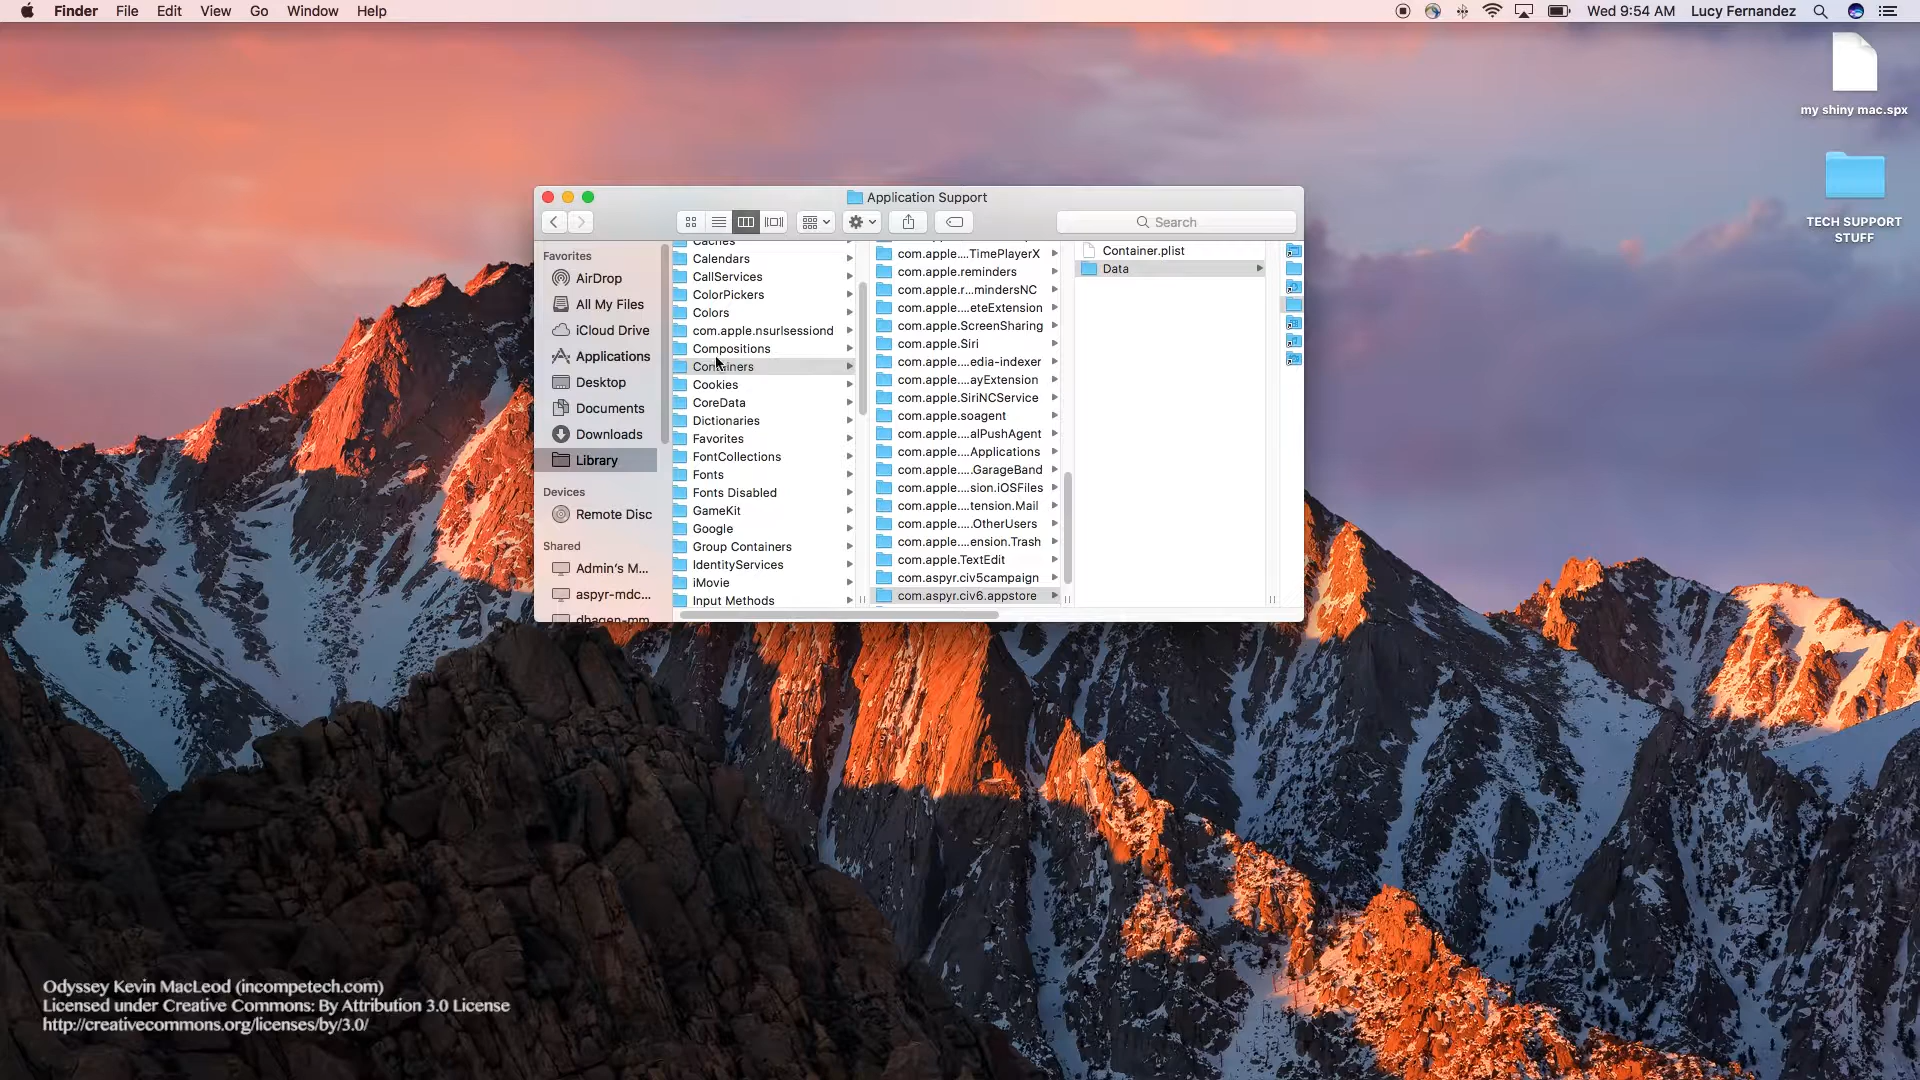 Finder File Edit View Go Window Help
Wed 9:54 AM Lucy Fernandez
my shiny mac.spx
TECH SUPPORT
STUFF
Application Support
Search
Favorites
AirDrop
All My Files
iCloud Drive
Applications
Desktop
Documents
Downloads
Library
Devices
Remote Disc
Shared
Admin's M...
aspyr-mdc...
dhagen-mm
Caches
Calendars
CallServices
ColorPickers
Colors
com.apple.nsurlsessiond
Compositions
Containers
Cookies
CoreData
Dictionaries
Favorites
FontCollections
Fonts
Fonts Disabled
GameKit
Google
Group Containers
IdentityServices
iMovie
Input Methods
com.apple....TimePlayerX
com.apple.reminders
com.apple.r...mindersNC
com.apple....eteExtension
com.apple.ScreenSharing
com.apple.Siri
com.apple....edia-indexer
com.apple....ayExtension
com.apple.SiriNCService
com.apple.soagent
com.apple....alPushAgent
com.apple....Applications
com.apple.....GarageBand
com.apple....sion.iOSFiles
com.apple....tension.Mail
com.apple.....OtherUsers
com.apple....ension.Trash
com.apple.TextEdit
com.aspyr.civ5campaign
com.aspyr.civ6.appstore
Container.plist
Data
Odyssey Kevin MacLeod (incompetech.com)
Licensed under Creative Commons: By Attribution 3.0 License
http://creativecommons.org/licenses/by/3.0/